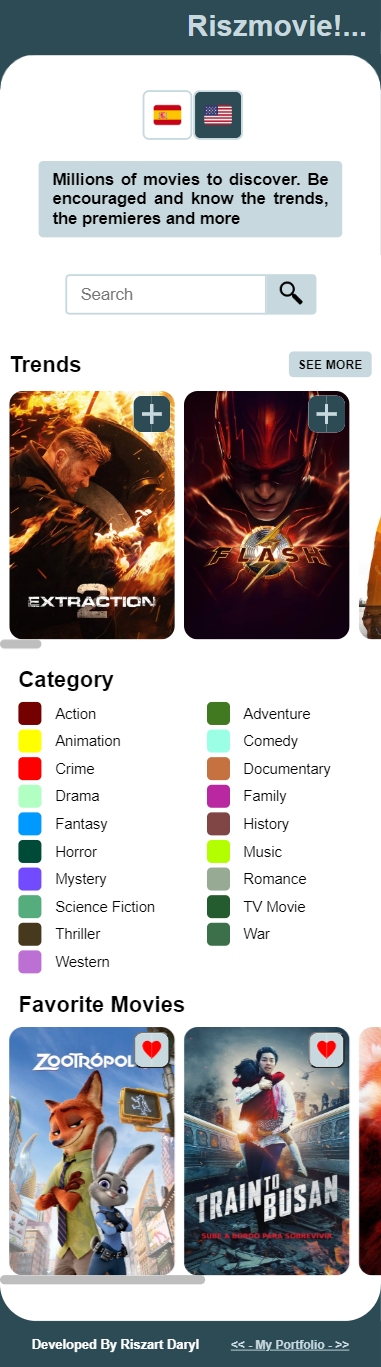 Riszmovie!...
Millions of movies to discover. Be
encouraged and know the trends,
the premieres and more
Search
Trends
SEE MORE
EXTRACTION
2
FLASH
Category
Action
Adventure
Animation
Comedy
Crime
Documentary
Drama
Family
Fantasy
History
Horror
Music
Mystery
Romance
Science Fiction
TV Movie
Thriller
War
Western
Favorite Movies
ZOOTRÓPOL
TRAIN TO
BUSAN
SUBE A BORDO PARA SOBREVIVIR
Developed By Riszart Daryl
<< - My Portfolio - >>